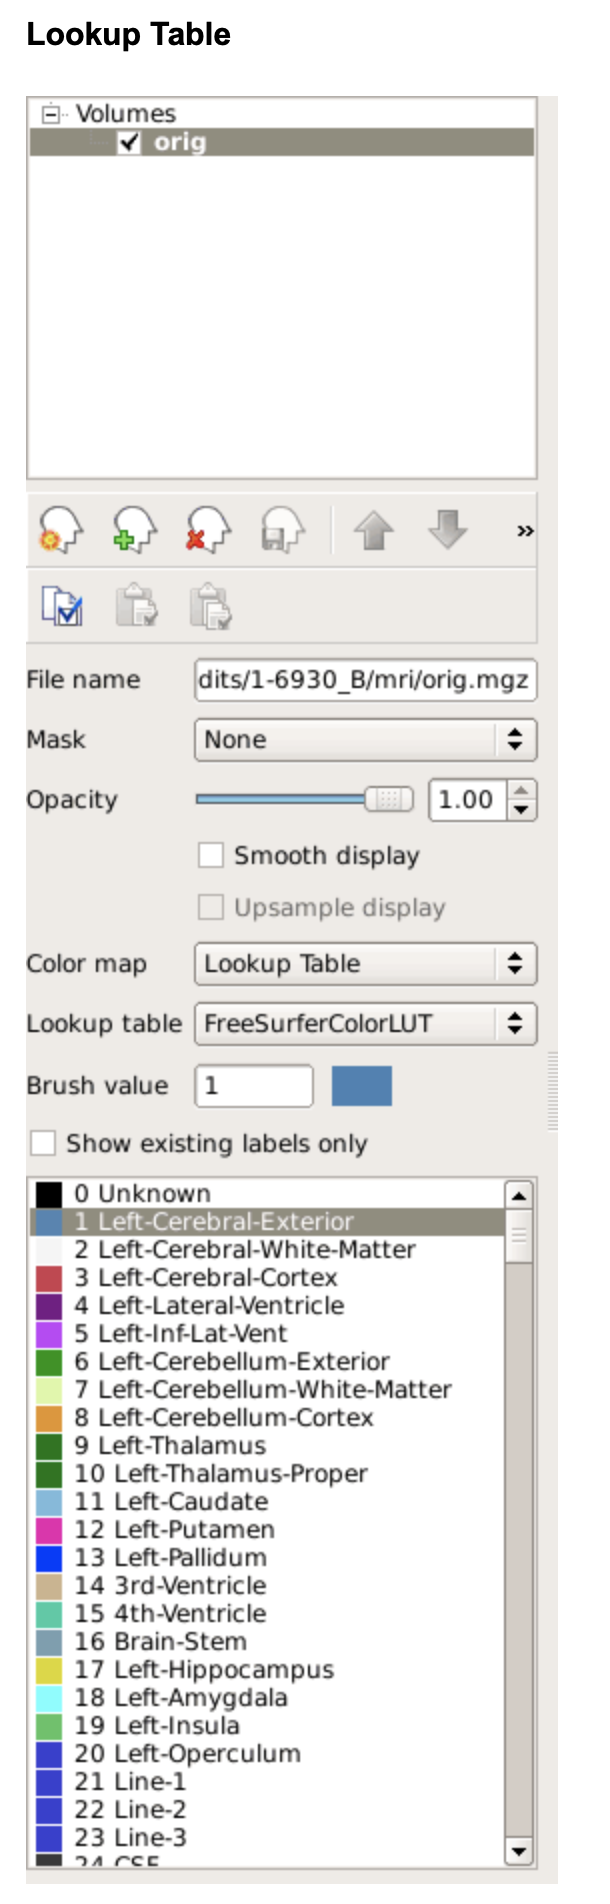 Lookup Table
Volumes
orig
»
File name dits/1-6930_B/mri/orig.mgz
Mask None
Opacity 1.00
Smooth display
Upsample display
Color map Lookup Table
Lookup table FreeSurferColorLUT
Brush value 1
Show existing labels only
0 Unknown
1 Left-Cerebral-Exterior
2 Left-Cerebral-White-Matter
3 Left-Cerebral-Cortex
4 Left-Lateral-Ventricle
5 Left-Inf-Lat-Vent
6 Left-Cerebellum-Exterior
7 Left-Cerebellum-White-Matter
8 Left-Cerebellum-Cortex
9 Left-Thalamus
10 Left-Thalamus-Proper
11 Left-Caudate
12 Left-Putamen
13 Left-Pallidum
14 3rd-Ventricle
15 4th-Ventricle
16 Brain-Stem
17 Left-Hippocampus
18 Left-Amygdala
19 Left-Insula
20 Left-Operculum
21 Line-1
22 Line-2
23 Line-3
24 CSF